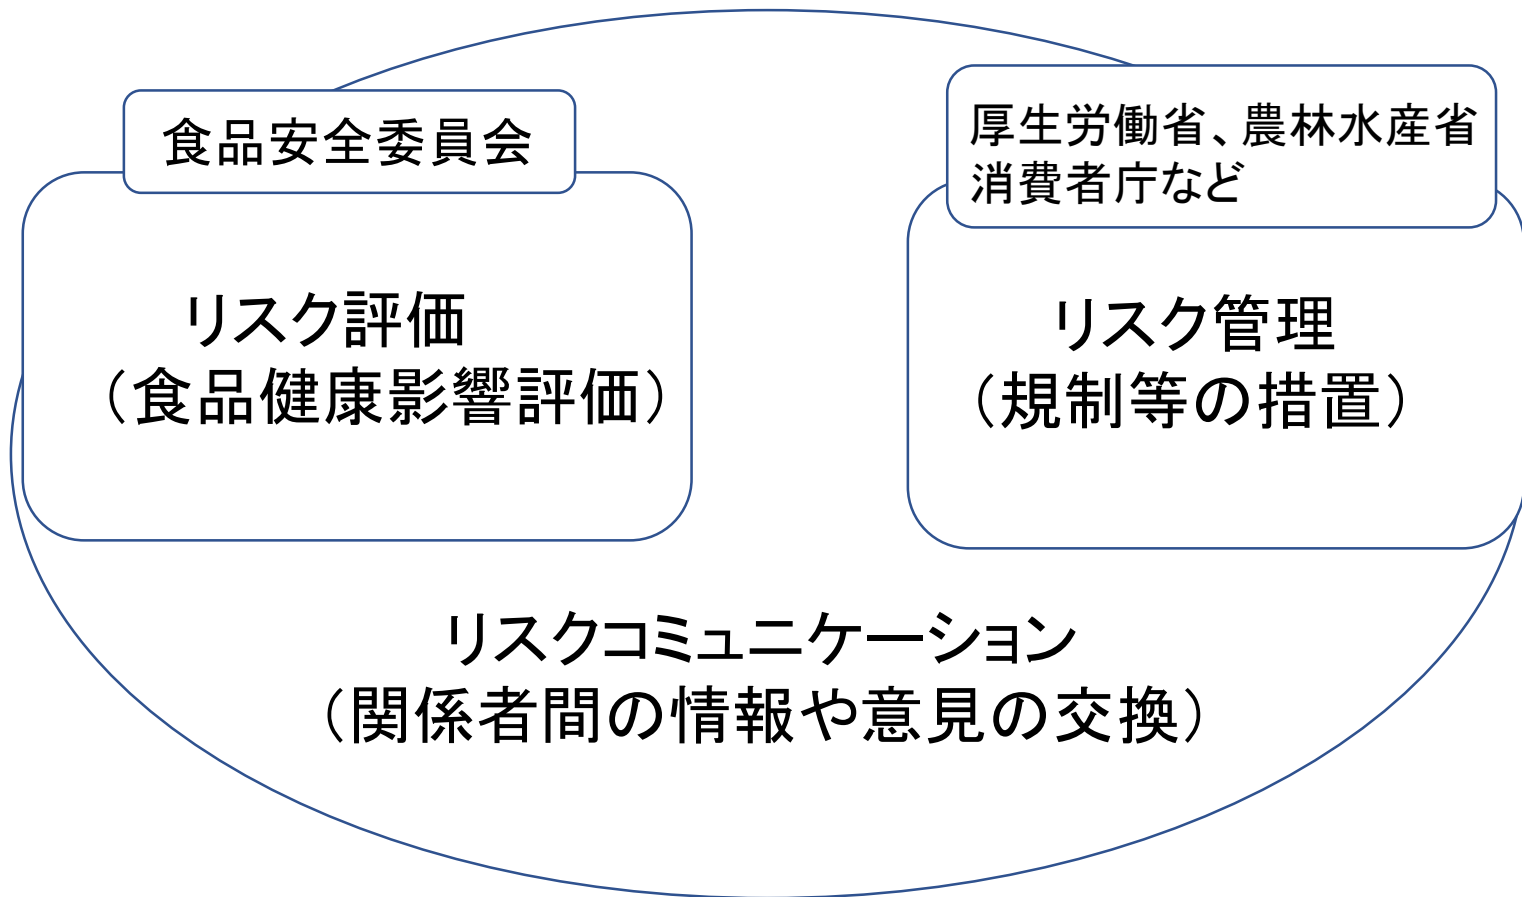 食品安全委員会
リスク評価
（食品健康影響評価）
厚生労働省、農林水産省
消費者庁など
リスク管理
（規制等の措置）
リスクコミュニケーション
（関係者間の情報や意見の交換）